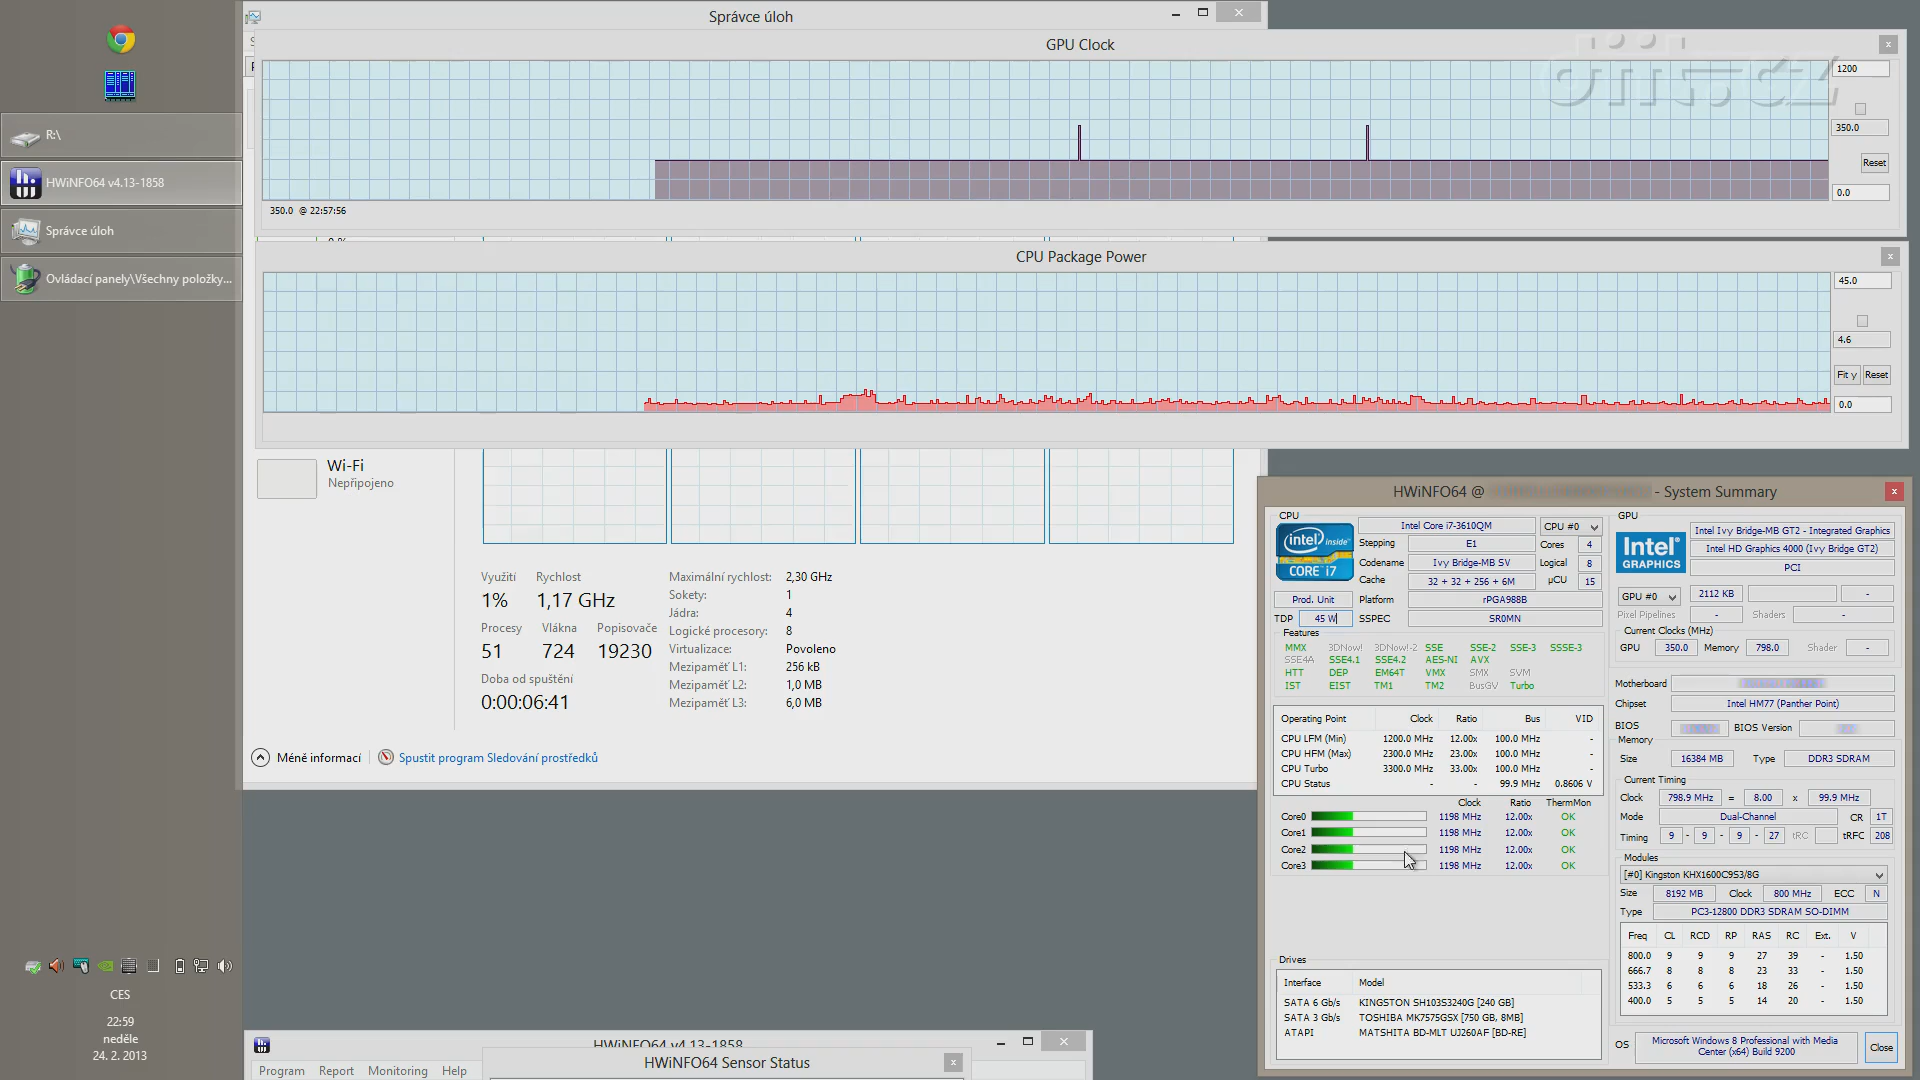 Správce úloh
GPU Clock
1200
350.0
Reset
0.0
350.0 @ 22:57:56
R:\
HWiNFO64 v4.13-1858
Správce úloh
Ovládací panely\Všechny položky...
CPU Package Power
45.0
4.6
Fit y Reset
0.0
Wi-Fi
Nepřipojeno
Využití Rychlost
1% 1,17 GHz
Procesy Vlákna Popisovače
51 724 19230
Doba od spuštění
0:00:06:41
Maximální rychlost: 2,30 GHz
Sokety: 1
Jádra: 4
Logické procesory: 8
Virtualizace: Povoleno
Mezipaměť L1: 256 kB
Mezipaměť L2: 1,0 MB
Mezipaměť L3: 6,0 MB
Méně informací
Spustit program Sledování prostředků
HWiNFO64 @ - System Summary
CPU
intel inside
CORE i7
Intel Core i7-3610QM CPU #0
Stepping E1 Cores 4
Codename Ivy Bridge-MB SV Logical 8
Cache 32 + 32 + 256 + 6M µCU 15
Prod. Unit Platform rPGA988B
TDP 45 W SSPEC SR0MN
Features
MMX 3DNow! 3DNow!-2 SSE SSE-2 SSE-3 SSSE-3
SSE4A SSE4.1 SSE4.2 AES-NI AVX
HTT DEP EM64T VMX SMX SVM
IST EIST TM1 TM2 BusGV Turbo
Operating Point Clock Ratio Bus VID
CPU LFM (Min) 1200.0 MHz 12.00x 100.0 MHz -
CPU HFM (Max) 2300.0 MHz 23.00x 100.0 MHz -
CPU Turbo 3300.0 MHz 33.00x 100.0 MHz -
CPU Status - - 99.9 MHz 0.8606 V
Clock Ratio ThermMon
Core0 1198 MHz 12.00x OK
Core1 1198 MHz 12.00x OK
Core2 1198 MHz 12.00x OK
Core3 1198 MHz 12.00x OK
Drives
Interface Model
SATA 6 Gb/s KINGSTON SH103S3240G [240 GB]
SATA 3 Gb/s TOSHIBA MK7575GSX [750 GB, 8MB]
ATAPI MATSHITA BD-MLT UJ260AF [BD-RE]
GPU
Intel GRAPHICS
Intel Ivy Bridge-MB GT2 - Integrated Graphics
Intel HD Graphics 4000 (Ivy Bridge GT2)
PCI
GPU #0 2112 KB -
Pixel Pipelines - Shaders -
Current Clocks (MHz)
GPU 350.0 Memory 798.0 Shader -
Motherboard
Chipset Intel HM77 (Panther Point)
BIOS BIOS Version
Memory
Size 16384 MB Type DDR3 SDRAM
Current Timing
Clock 798.9 MHz = 8.00 x 99.9 MHz
Mode Dual-Channel CR 1T
Timing 9 - 9 - 9 - 27 tRC tRFC 208
Modules
[#0] Kingston KHX1600C9S3/8G
Size 8192 MB Clock 800 MHz ECC N
Type PC3-12800 DDR3 SDRAM SO-DIMM
Freq CL RCD RP RAS RC Ext. V
800.0 9 9 9 27 39 - 1.50
666.7 8 8 8 23 33 - 1.50
533.3 6 6 6 18 26 - 1.50
400.0 5 5 5 14 20 - 1.50
OS Microsoft Windows 8 Professional with Media
Center (x64) Build 9200
Close
CES
22:59
neděle
24. 2. 2013
HWiNFO64 v4.13-1858
Program Report Monitoring Help
HWiNFO64 Sensor Status